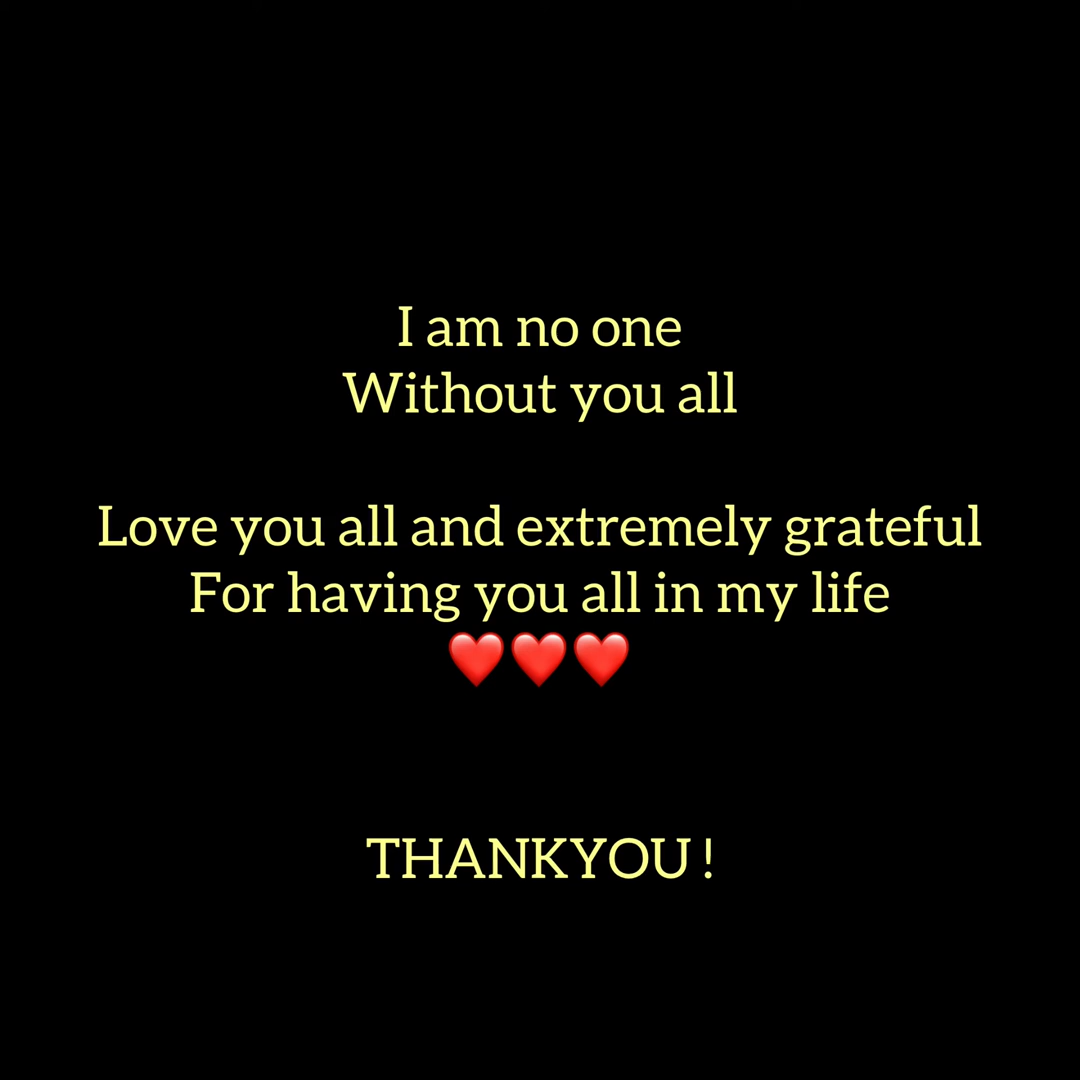 I am no one
Without you all
Love you all and extremely grateful
For having you all in my life
❤️❤️❤️
THANKYOU !